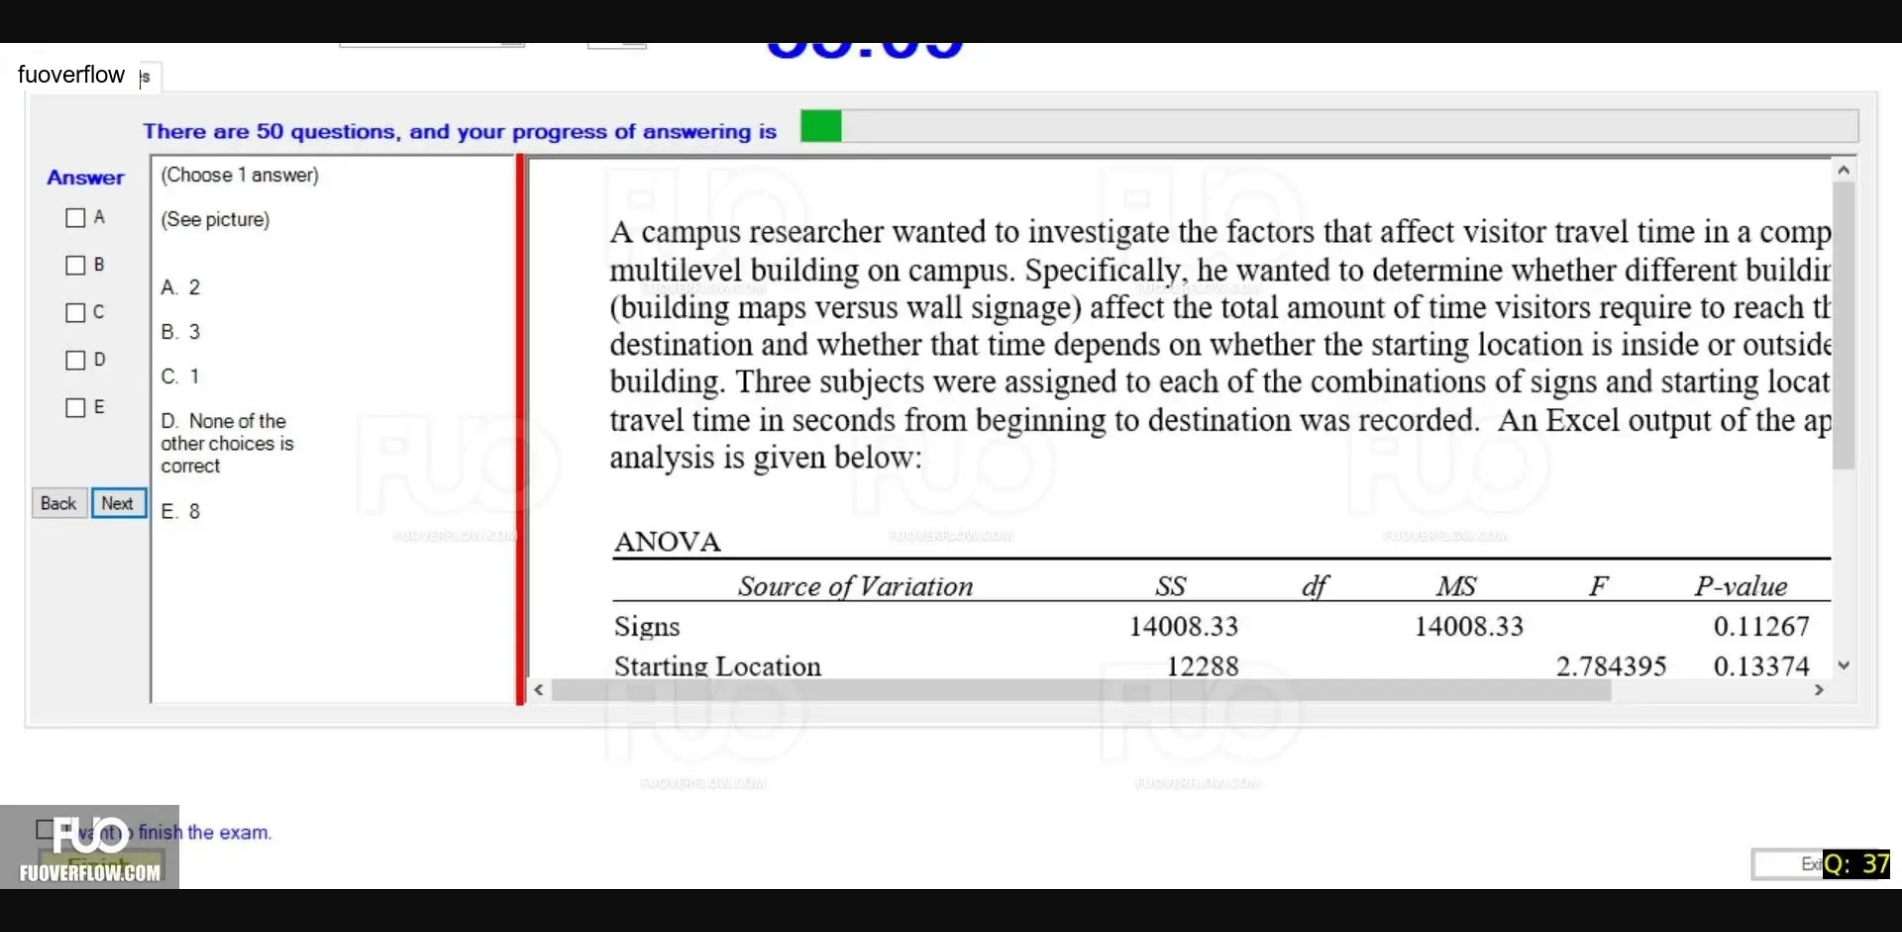 fuoverflow
There are 50 questions, and your progress of answering is
Answer
A
B
C
D
E
Back Next
(Choose 1 answer)
(See picture)
A. 2
B. 3
C. 1
D. None of the
other choices is
correct
E. 8
A campus researcher wanted to investigate the factors that affect visitor travel time in a comp
multilevel building on campus. Specifically, he wanted to determine whether different buildin
(building maps versus wall signage) affect the total amount of time visitors require to reach th
destination and whether that time depends on whether the starting location is inside or outside
building. Three subjects were assigned to each of the combinations of signs and starting locat
travel time in seconds from beginning to destination was recorded. An Excel output of the ap
analysis is given below:
ANOVA
Source of Variation SS df MS F P-value
Signs 14008.33 14008.33 0.11267
Starting Location 12288 2.784395 0.13374
want to finish the exam.
FUO
FUOVERFLOW.COM
Exi
Q: 37